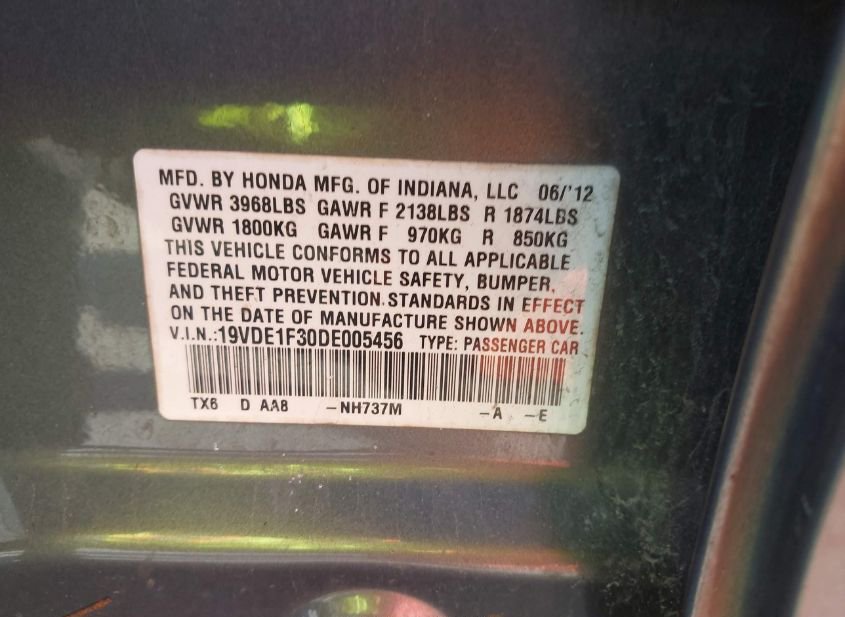 MFD. BY HONDA MFG. OF INDIANA, LLC 06/'12
GVWR 3968LBS GAWR F 2138LBS R 1874LBS
GVWR 1800KG GAWR F 970KG R 850KG
THIS VEHICLE CONFORMS TO ALL APPLICABLE
FEDERAL MOTOR VEHICLE SAFETY, BUMPER,
AND THEFT PREVENTION STANDARDS IN EFFECT
ON THE DATE OF MANUFACTURE SHOWN ABOVE.
V.I.N.:19VDE1F30DE005456 TYPE: PASSENGER CAR
TX6 D AA8 -NH737M -A -E